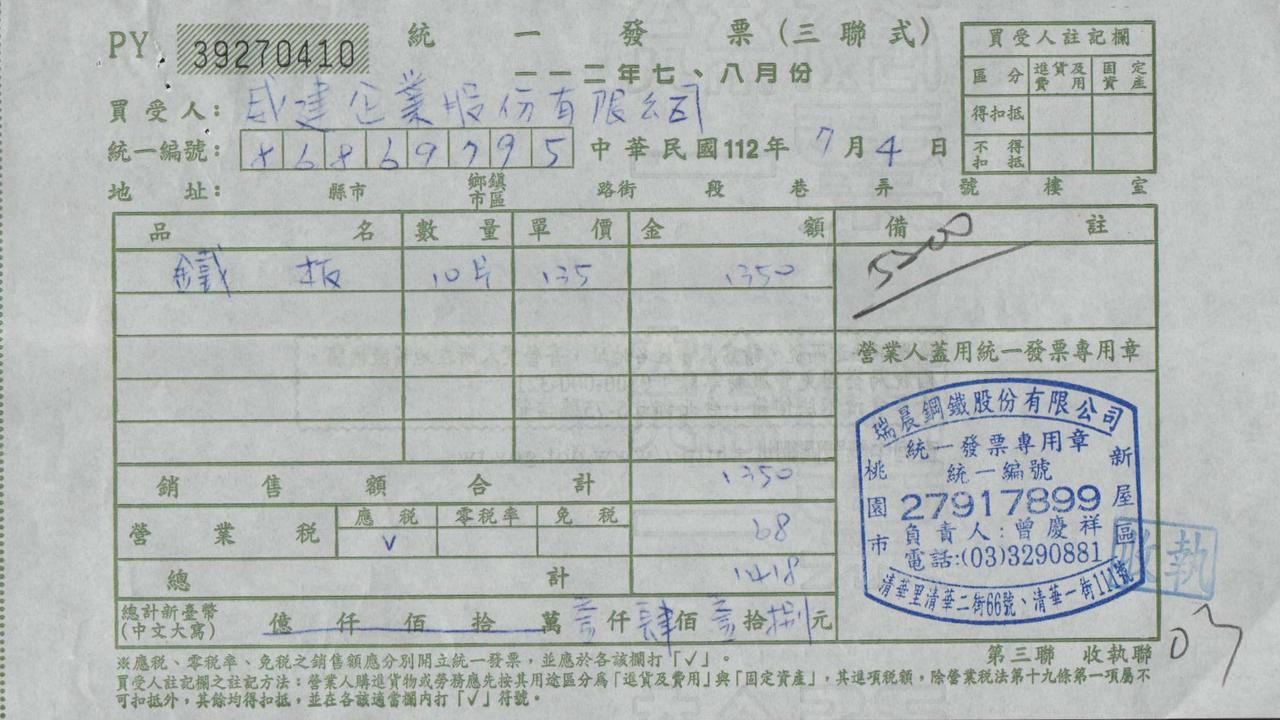 PY 39270410
統一發票(三聯式)
一一二年七、八月份
買受人註記欄
區分 進貨及費用 固定資產
得扣抵
不得扣抵
買受人: 威建企業股份有限公司
統一編號: 86869795 中華民國112年 7月4日
地址: 縣市 鄉鎮市區 路街 段 巷 弄 號 樓 室
品名 數量 單價 金額 備註
鐵板 10片 135 1350
營業人蓋用統一發票專用章
銷售額合計 1350
營業稅 應稅 零稅率 免稅 68
V
總計 1418
總計新臺幣(中文大寫) 億 仟 佰 拾 萬 壹仟肆佰壹拾捌元
瑞晨鋼鐵股份有限公司
統一發票專用章
統一編號
27917899
負責人:曾慶祥
電話:(03)3290881
桃園市
新屋區
清華里清華二街66號、清華一街111號
收執
第三聯 收執聯
03
※應稅、零稅率、免稅之銷售額應分別開立統一發票,並應於各該欄打「✓」。
買受人註記欄之註記方法:營業人購進貨物或勞務應先按其用途區分為「進貨及費用」與「固定資產」,其進項稅額,除營業稅法第十九條第一項屬不
可扣抵外,其餘均得扣抵,並在各該適當欄內打「✓」符號。